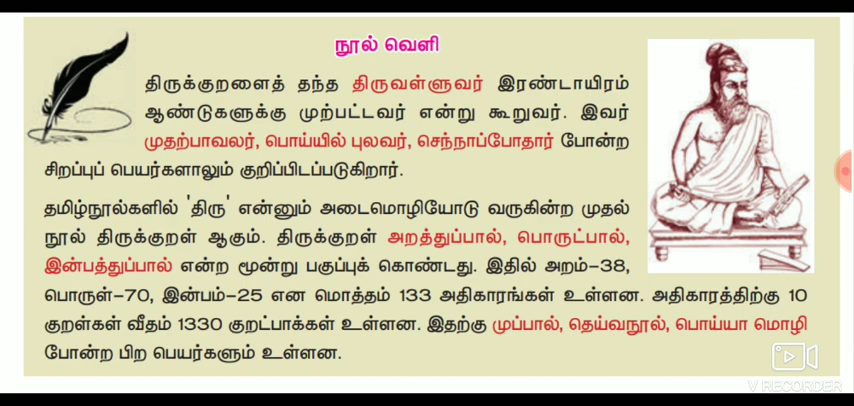 நூல் வெளி
திருக்குறளைத் தந்த திருவள்ளுவர் இரண்டாயிரம்
ஆண்டுகளுக்கு முற்பட்டவர் என்று கூறுவர். இவர்
முதற்பாவலர், பொய்யில் புலவர், செந்நாப்போதார் போன்ற
சிறப்புப் பெயர்களாலும் குறிப்பிடப்படுகிறார்.
தமிழ்நூல்களில் 'திரு' என்னும் அடைமொழியோடு வருகின்ற முதல்
நூல் திருக்குறள் ஆகும். திருக்குறள் அறத்துப்பால், பொருட்பால்,
இன்பத்துப்பால் என்ற மூன்று பகுப்புக் கொண்டது. இதில் அறம்-38,
பொருள்-70, இன்பம்-25 என மொத்தம் 133 அதிகாரங்கள் உள்ளன. அதிகாரத்திற்கு 10
குறள்கள் வீதம் 1330 குறட்பாக்கள் உள்ளன. இதற்கு முப்பால், தெய்வநூல், பொய்யா மொழி
போன்ற பிற பெயர்களும் உள்ளன.
V RECORDER